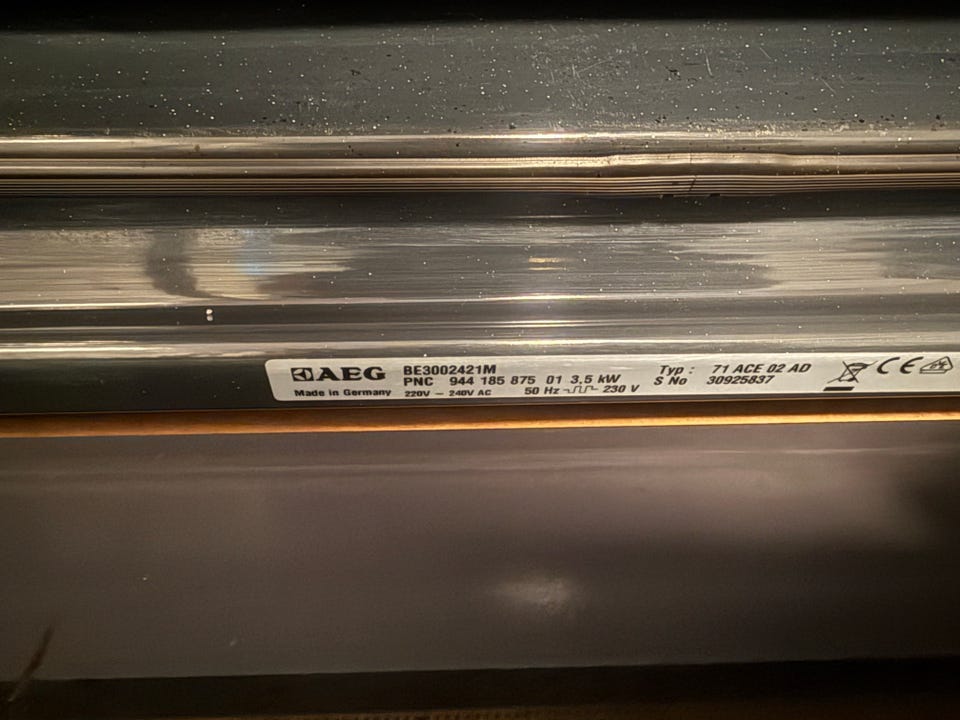 AEG
Made in Germany
BE3002421M
PNC 944 185 875 01 3,5 kW
220V ~ 240V AC 50 Hz 230 V
Typ : 71 ACE 02 AD
S No 30925837
CE